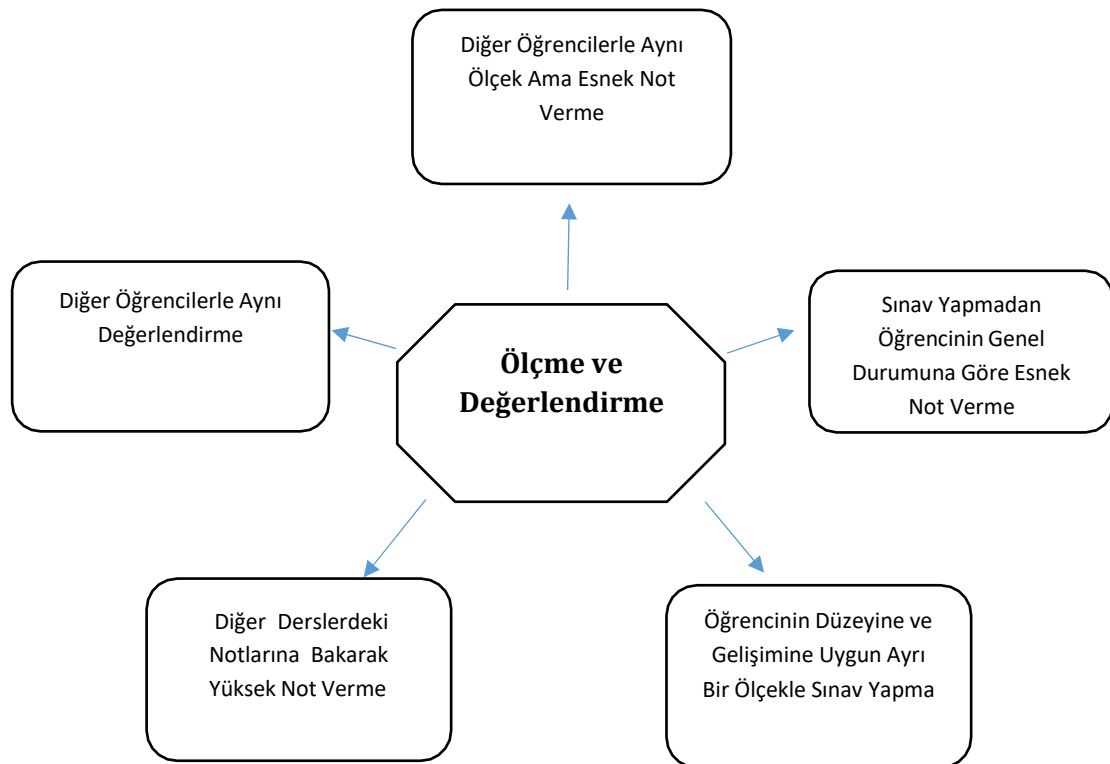 Diğer Öğrencilerle Aynı
Ölçek Ama Esnek Not
Verme
Diğer Öğrencilerle Aynı
Değerlendirme
Ölçme ve
Değerlendirme
Sınav Yapmadan
Öğrencinin Genel
Durumuna Göre Esnek
Not Verme
Diğer Derslerdeki
Notlarına Bakarak
Yüksek Not Verme
Öğrencinin Düzeyine ve
Gelişimine Uygun Ayrı
Bir Ölçekle Sınav Yapma